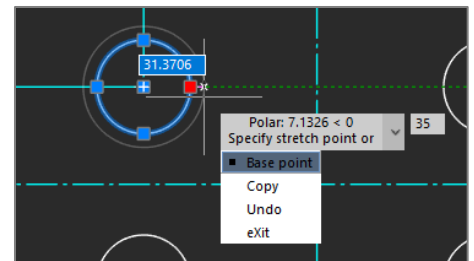 31.3706
Polar: 7.1326 < 0
Specify stretch point or
35
Base point
Copy
Undo
eXit